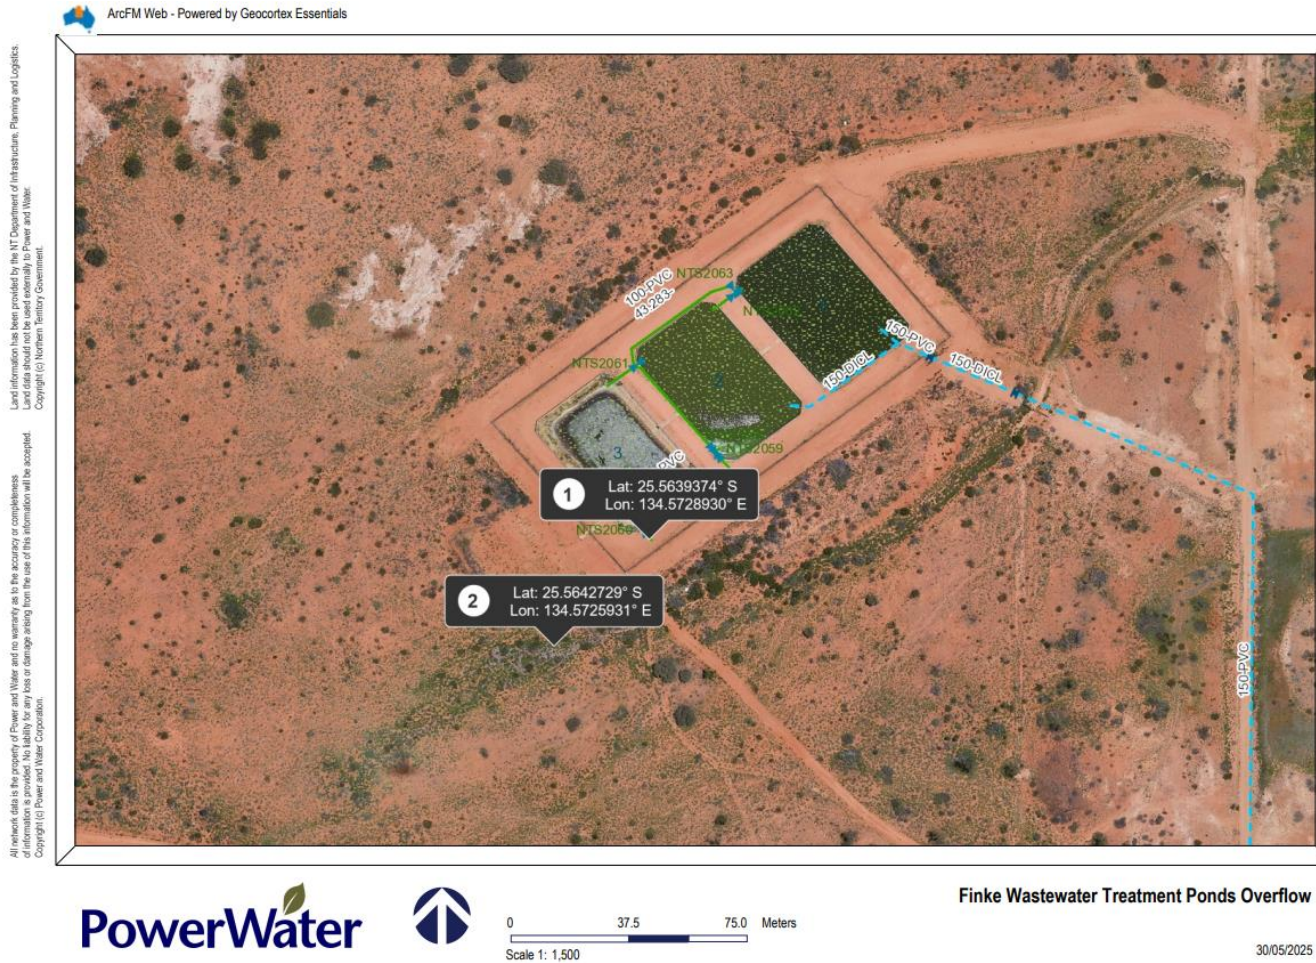 ArcFM Web - Powered by Geocortex Essentials
Land information has been provided by the NT Department of Infrastructure, Planning and Logistics.
Land data should not be used externally to Power and Water.
Copyright (c) Northern Territory Government.
All network data is the property of Power and Water and no warranty as to the accuracy or completeness
of information is provided. No liability for any loss or damage arising from the use of this information will be accepted.
Copyright (c) Power and Water Corporation.
NTS2063
100-PVC
43-283-
150-PVC
NTS2061
150-DICL
150-DICL
NTS2059
3
PVC
1
Lat: 25.5639374° S
Lon: 134.5728930° E
NTS2060
2
Lat: 25.5642729° S
Lon: 134.5725931° E
150-PVC
PowerWater
0 37.5 75.0 Meters
Scale 1: 1,500
Finke Wastewater Treatment Ponds Overflow
30/05/2025